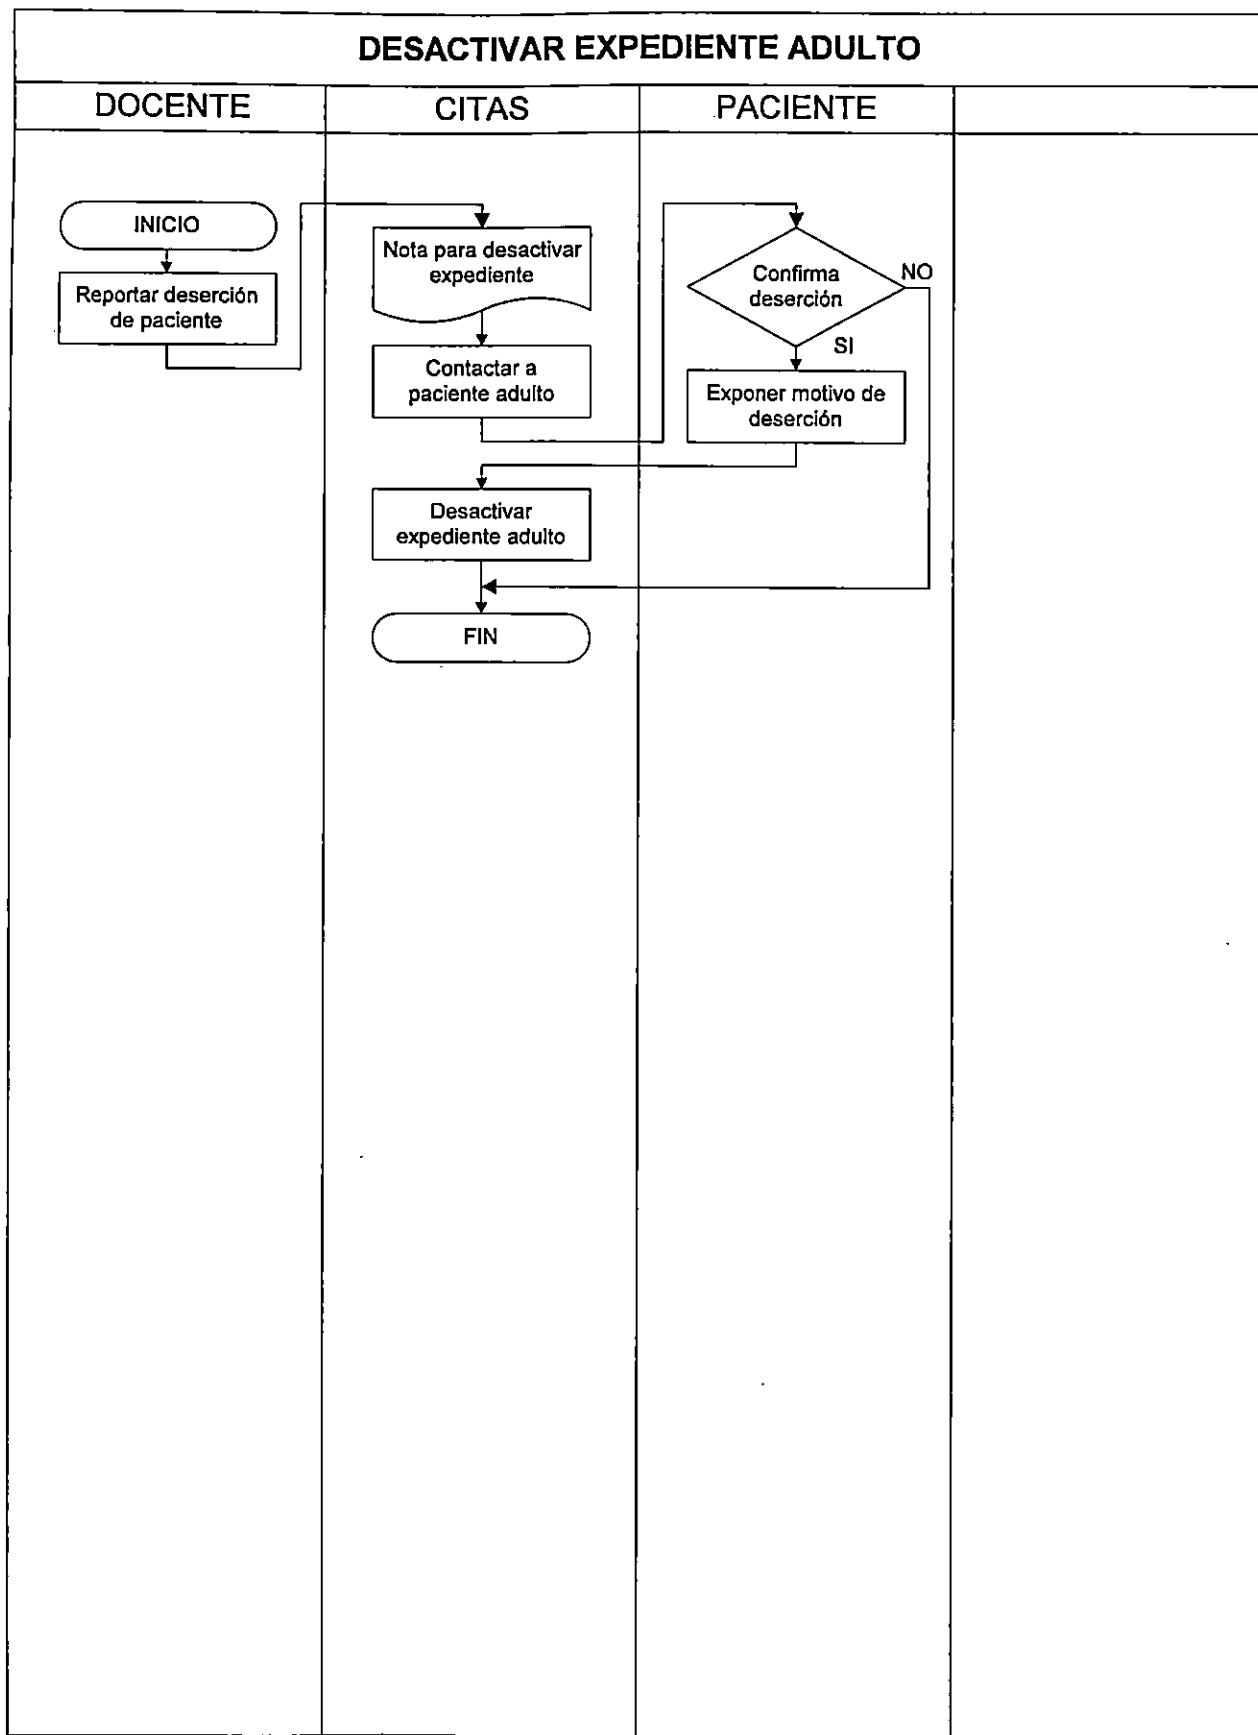 DESACTIVAR EXPEDIENTE ADULTO
DOCENTE
CITAS
PACIENTE
INICIO
Reportar deserción
de paciente
Nota para desactivar
expediente
Contactar a
paciente adulto
Confirma
deserción
NO
SI
Exponer motivo de
deserción
Desactivar
expediente adulto
FIN